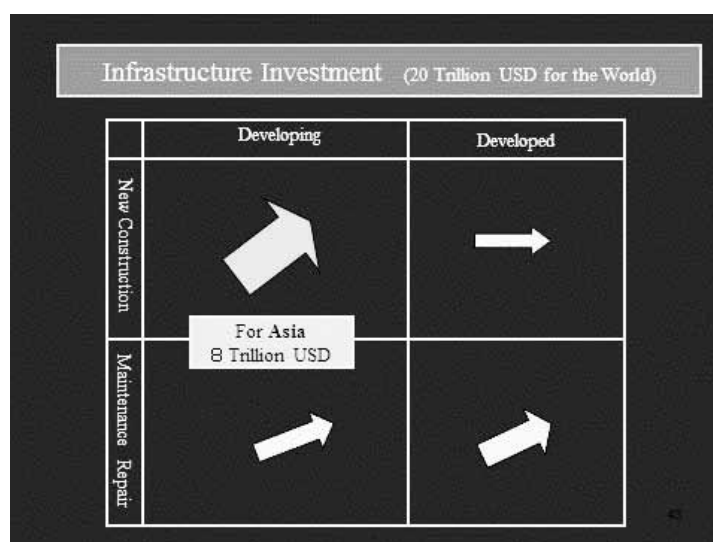 Infrastructure Investment (20 Trillion USD for the World)
Developing
Developed
New Construction
For Asia
8 Trillion USD
Maintenance Repair
43